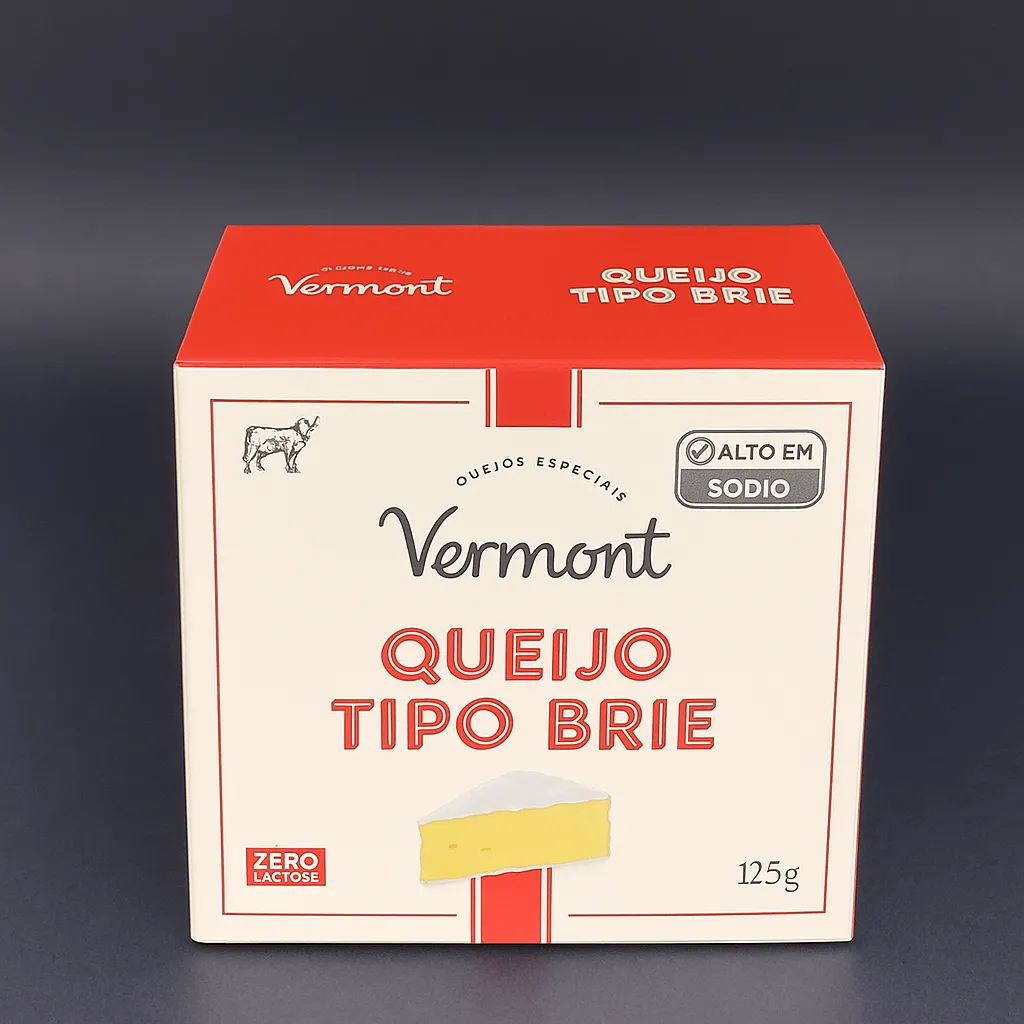 Vermont
QUEIJO
TIPO BRIE
ALTO EM
SODIO
QUEJOS ESPECIAIS
Vermont
QUEIJO
TIPO BRIE
ZERO
LACTOSE
125g